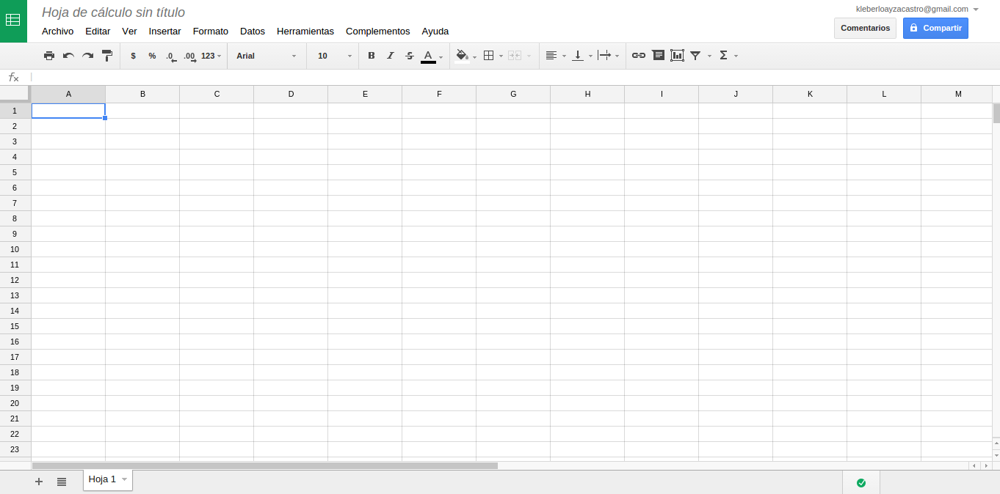 Hoja de cálculo sin título
kleberloayzacastro@gmail.com
Archivo Editar Ver Insertar Formato Datos Herramientas Complementos Ayuda
Comentarios Compartir
$ % .0 .00 123 Arial 10 B I S A Σ
fx
A B C D E F G H I J K L M
1
2
3
4
5
6
7
8
9
10
11
12
13
14
15
16
17
18
19
20
21
22
23
Hoja 1